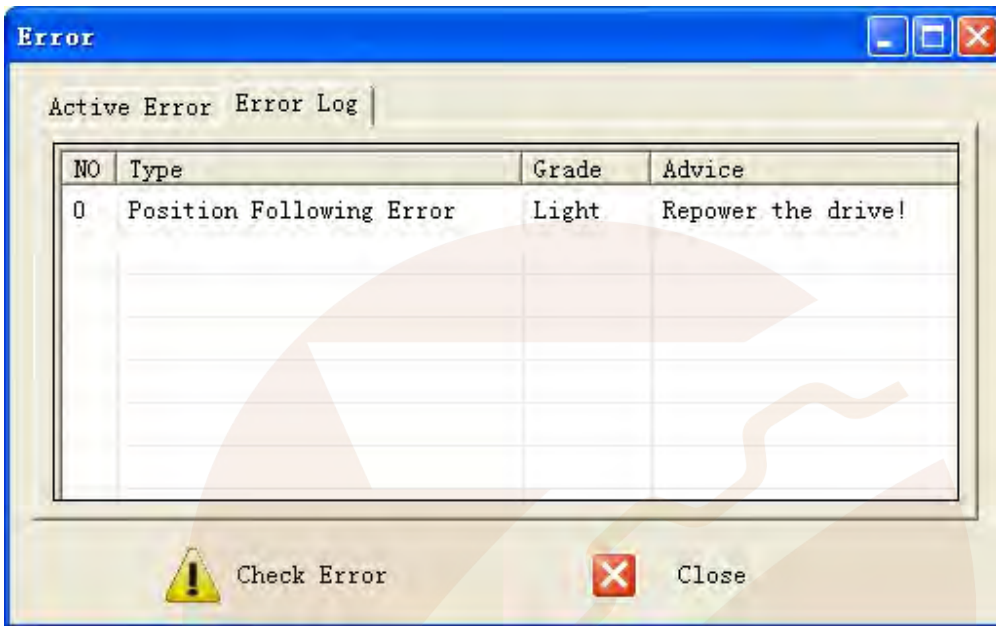 Error
Active Error Error Log
NO Type Grade Advice
0 Position Following Error Light Repower the drive!
Check Error Close